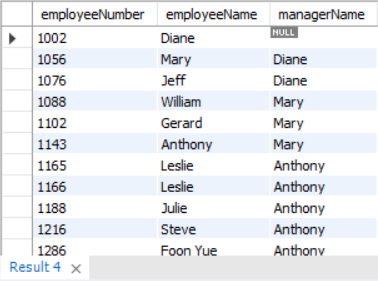 employeeNumber employeeName managerName
1002 Diane NULL
1056 Mary Diane
1076 Jeff Diane
1088 William Mary
1102 Gerard Mary
1143 Anthony Mary
1165 Leslie Anthony
1166 Leslie Anthony
1188 Julie Anthony
1216 Steve Anthony
1286 Foon Yue Anthony
Result 4 ×